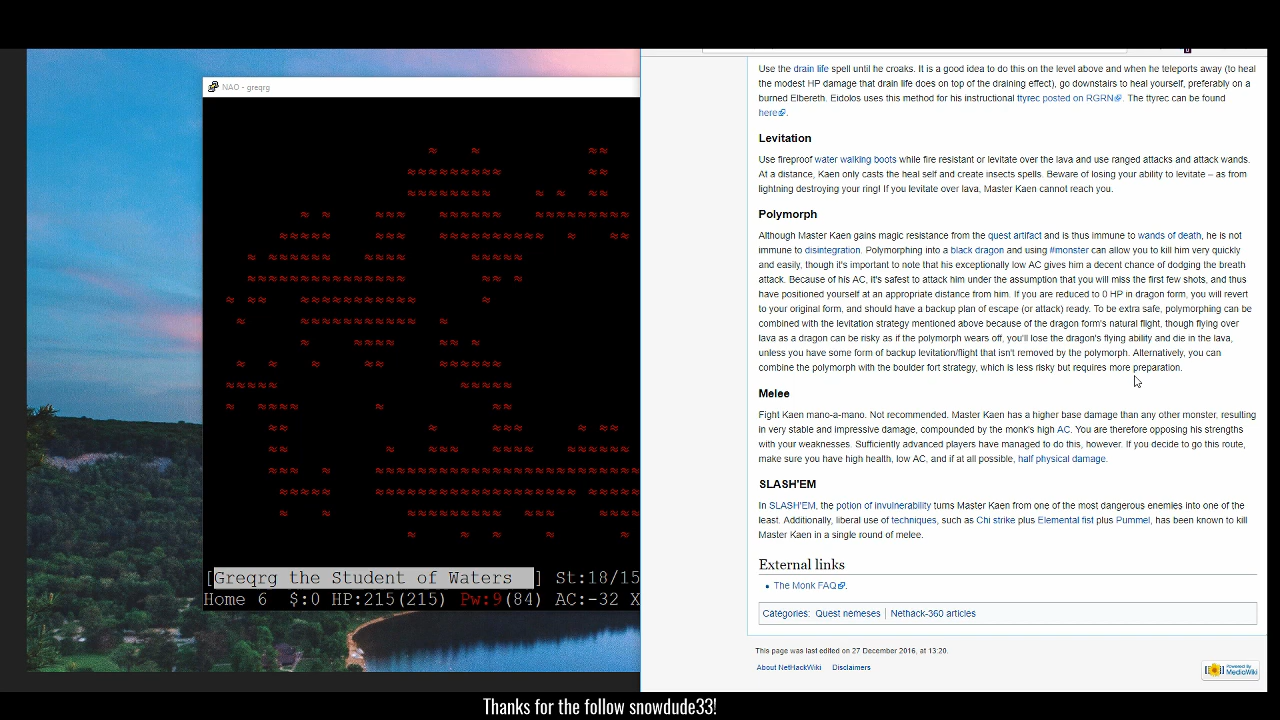 NAO - greqrg
[Greqrg the Student of Waters ] St:18/15
Home 6 $:0 HP:215(215) Pw:9(84) AC:-32 X
Use the drain life spell until he croaks. It is a good idea to do this on the level above and when he teleports away (to heal
the modest HP damage that drain life does on top of the draining effect), go downstairs to heal yourself, preferably on a
burned Elbereth. Eidolos uses this method for his instructional ttyrec posted on RGRN. The ttyrec can be found
here.
Levitation
Use fireproof water walking boots while fire resistant or levitate over the lava and use ranged attacks and attack wands.
At a distance, Kaen only casts the heal self and create insects spells. Beware of losing your ability to levitate – as from
lightning destroying your ring! If you levitate over lava, Master Kaen cannot reach you.
Polymorph
Although Master Kaen gains magic resistance from the quest artifact and is thus immune to wands of death, he is not
immune to disintegration. Polymorphing into a black dragon and using #monster can allow you to kill him very quickly
and easily, though it's important to note that his exceptionally low AC gives him a decent chance of dodging the breath
attack. Because of his AC, it's safest to attack him under the assumption that you will miss the first few shots, and thus
have positioned yourself at an appropriate distance from him. If you are reduced to 0 HP in dragon form, you will revert
to your original form, and should have a backup plan of escape (or attack) ready. To be extra safe, polymorphing can be
combined with the levitation strategy mentioned above because of the dragon form's natural flight, though flying over
lava as a dragon can be risky as if the polymorph wears off, you'll lose the dragon's flying ability and die in the lava,
unless you have some form of backup levitation/flight that isn't removed by the polymorph. Alternatively, you can
combine the polymorph with the boulder fort strategy, which is less risky but requires more preparation.
Melee
Fight Kaen mano-a-mano. Not recommended. Master Kaen has a higher base damage than any other monster, resulting
in very stable and impressive damage, compounded by the monk's high AC. You are therefore opposing his strengths
with your weaknesses. Sufficiently advanced players have managed to do this, however. If you decide to go this route,
make sure you have high health, low AC, and if at all possible, half physical damage.
SLASH'EM
In SLASH'EM, the potion of invulnerability turns Master Kaen from one of the most dangerous enemies into one of the
least. Additionally, liberal use of techniques, such as Chi strike plus Elemental fist plus Pummel, has been known to kill
Master Kaen in a single round of melee.
External links
The Monk FAQ.
Categories: Quest nemeses | Nethack-360 articles
This page was last edited on 27 December 2016, at 13:20.
About NetHackWiki Disclaimers
Powered By
MediaWiki
Thanks for the follow snowdude33!